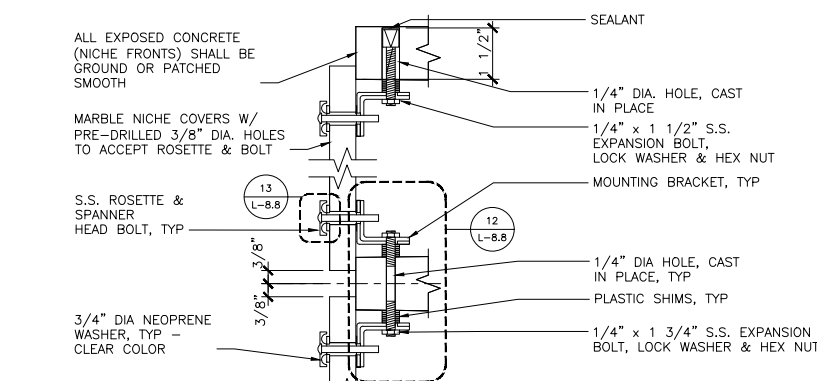 ALL EXPOSED CONCRETE
(NICHE FRONTS) SHALL BE
GROUND OR PATCHED
SMOOTH
MARBLE NICHE COVERS W/
PRE-DRILLED 3/8" DIA. HOLES
TO ACCEPT ROSETTE & BOLT
S.S. ROSETTE &
SPANNER
HEAD BOLT, TYP
3/4" DIA NEOPRENE
WASHER, TYP –
CLEAR COLOR
13
L-8.8
3/8"
3/8"
1 1/2"
12
L-8.8
SEALANT
1/4" DIA. HOLE, CAST
IN PLACE
1/4" x 1 1/2" S.S.
EXPANSION BOLT,
LOCK WASHER & HEX NUT
MOUNTING BRACKET, TYP
1/4" DIA HOLE, CAST
IN PLACE, TYP
PLASTIC SHIMS, TYP
1/4" x 1 3/4" S.S. EXPANSION
BOLT, LOCK WASHER & HEX NUT